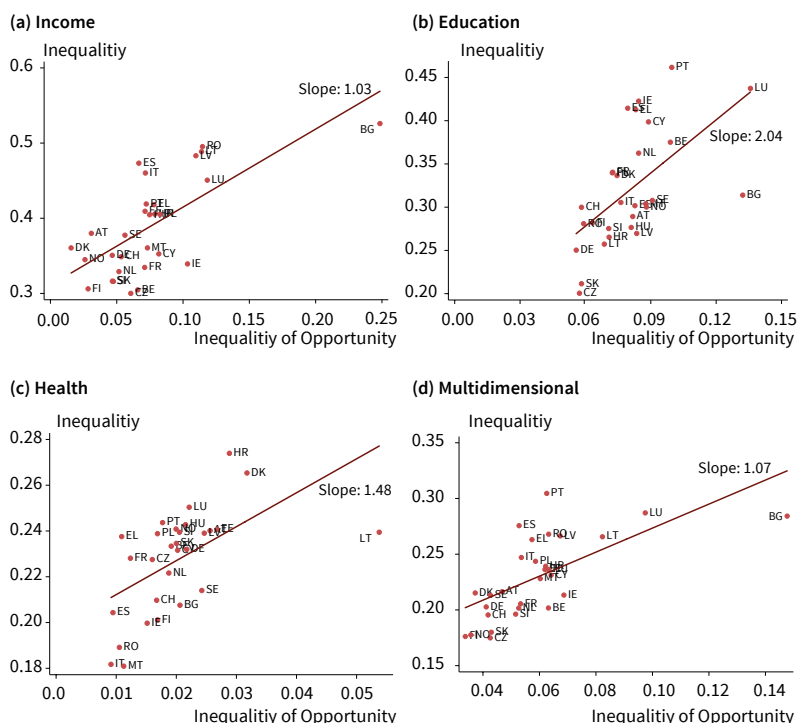 (a) Income
Inequalitiy
0.6
0.5
0.4
0.3
Slope: 1.03
BG
RO
LT
LV
ES
IT
LU
PT
EL
AT
SE
DK
NO
DE
CH
MT
CY
FR
IE
NL
SK
FI
BE
CZ
0.00 0.05 0.10 0.15 0.20 0.25
Inequalitiy of Opportunity
(b) Education
Inequalitiy
0.45
0.40
0.35
0.30
0.25
0.20
Slope: 2.04
PT
LU
IE
ES
EL
CY
BE
NL
DK
BG
IT
SE
NO
CH
AT
RO
FI
SI
HU
HR
LV
LT
DE
SK
CZ
0.00 0.03 0.06 0.09 0.12 0.15
Inequalitiy of Opportunity
(c) Health
Inequalitiy
0.28
0.26
0.24
0.22
0.20
0.18
Slope: 1.48
HR
DK
LU
PT
HU
NO
EL
PL
SI
LV
EE
LT
SK
DE
FR
CZ
NL
SE
CH
BG
ES
IE
FI
RO
IT
MT
0.0 0.01 0.02 0.03 0.04 0.05
Inequalitiy of Opportunity
(d) Multidimensional
Inequalitiy
0.35
0.30
0.25
0.20
0.15
Slope: 1.07
PT
LU
BG
ES
RO
LV
LT
EL
IT
PL
HR
CY
MT
DK
AT
SE
IE
DE
FR
NL
BE
CH
SI
FI
NO
SK
CZ
0.04 0.06 0.08 0.10 0.12 0.14
Inequalitiy of Opportunity